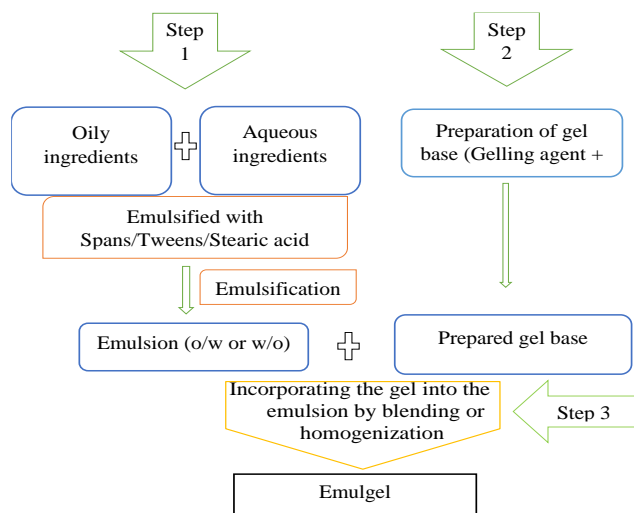 Step
1
Step
2
Oily
ingredients
Aqueous
ingredients
Preparation of gel
base (Gelling agent +
Emulsified with
Spans/Tweens/Stearic acid
Emulsification
Emulsion (o/w or w/o)
Prepared gel base
Incorporating the gel into the
emulsion by blending or
homogenization
Step 3
Emulgel